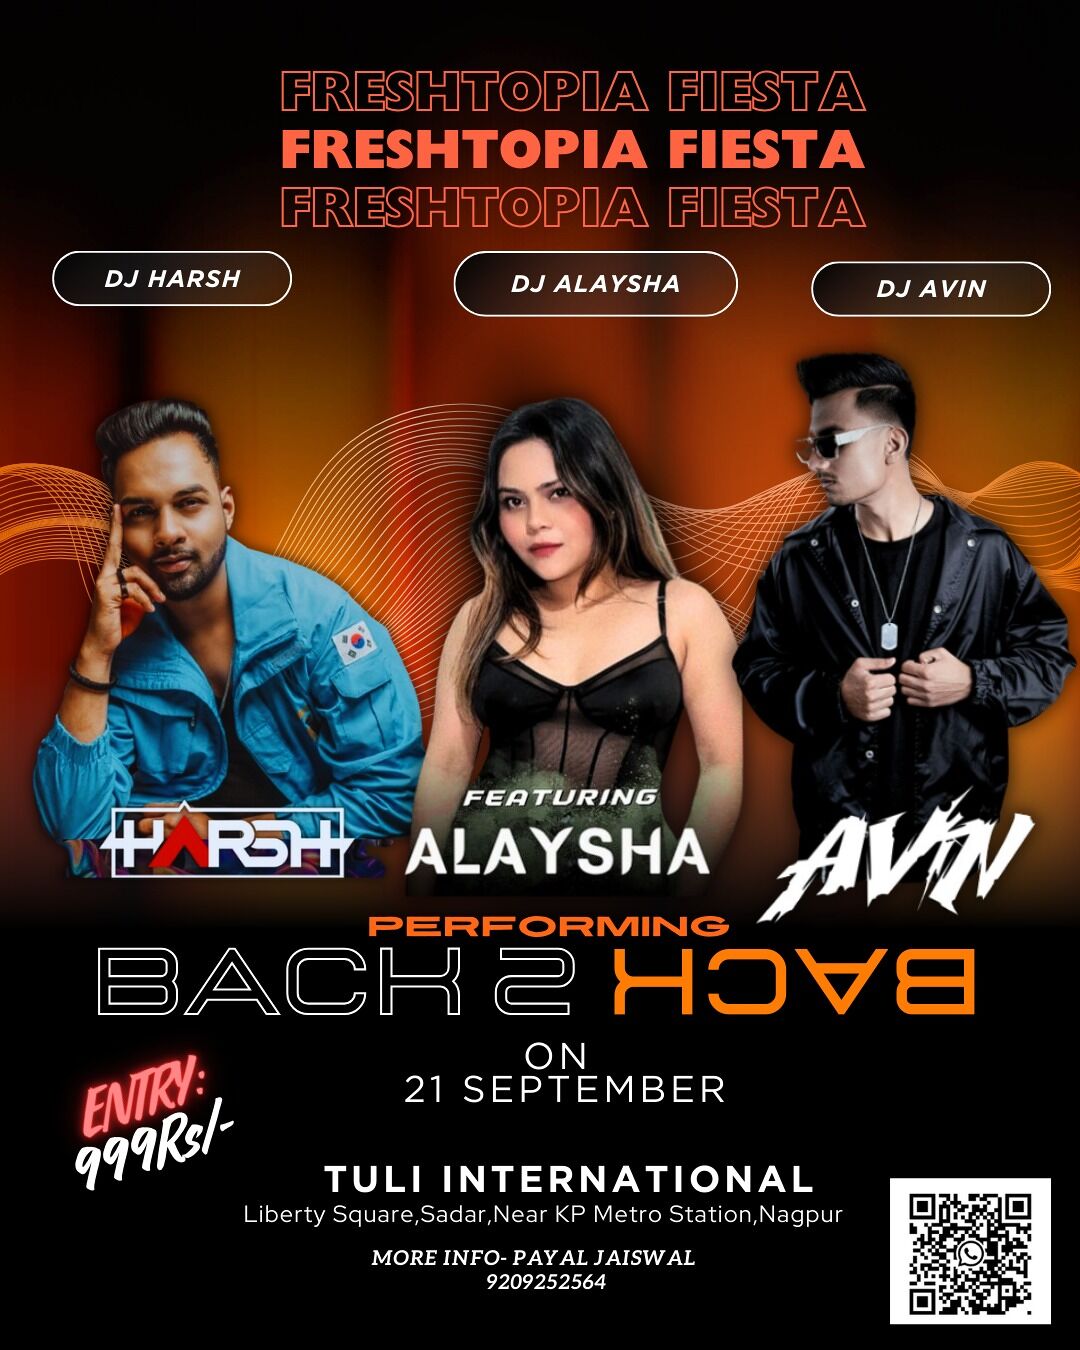 FRESHTOPIA FIESTA
FRESHTOPIA FIESTA
FRESHTOPIA FIESTA
DJ HARSH
DJ ALAYSHA
DJ AVIN
HARSH
FEATURING
ALAYSHA
AVIN
PERFORMING
BACK 2 BACK
ON
21 SEPTEMBER
ENTRY:
999Rs/-
TULI INTERNATIONAL
Liberty Square,Sadar,Near KP Metro Station,Nagpur
MORE INFO- PAYAL JAISWAL
9209252564